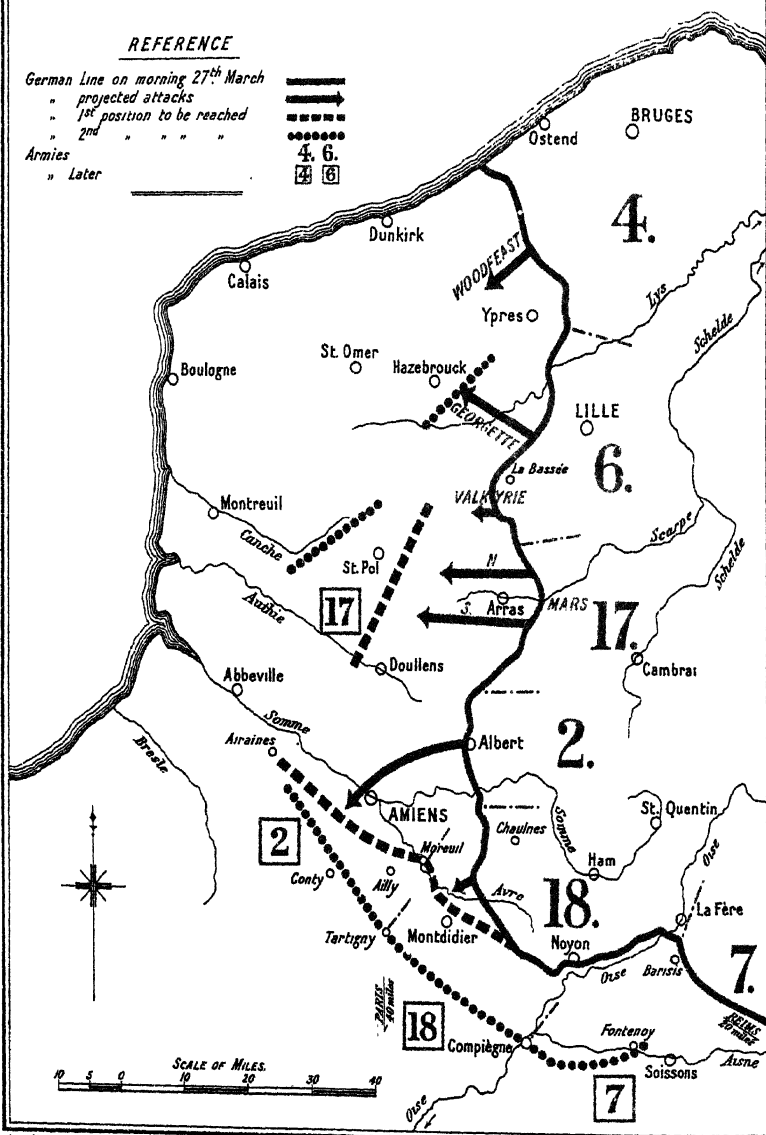 REFERENCE
German Line on morning 27th March
„ projected attacks
„ 1st position to be reached
„ 2nd „ „ „ „
Armies 4. 6.
„ Later 4 6
BRUGES
Ostend
4.
Dunkirk
Calais
WOODFEAST
Lys
Ypres
Schelde
St. Omer
Hazebrouck
Boulogne
GEORGETTE
LILLE
6.
La Bassée
VALKYRIE
Montreuil
Canche
Scarpe
Schelde
St. Pol
N
17
Authie
S.
Arras
MARS
17.
Doullens
Cambrai
Abbeville
Somme
Airaines
Bresle
Albert
2.
AMIENS
Somme
St. Quentin
Chaulnes
Oise
2
Moreuil
Ham
Conty
Ailly
Avre
18.
La Fère
Tartigny
Montdidier
Noyon
7.
Oise
Barisis
PARIS
40 miles
REIMS
20 miles
18
Compiègne
Fontenoy
Aisne
Soissons
SCALE OF MILES.
10 5 0 10 20 30 40
7
Oise